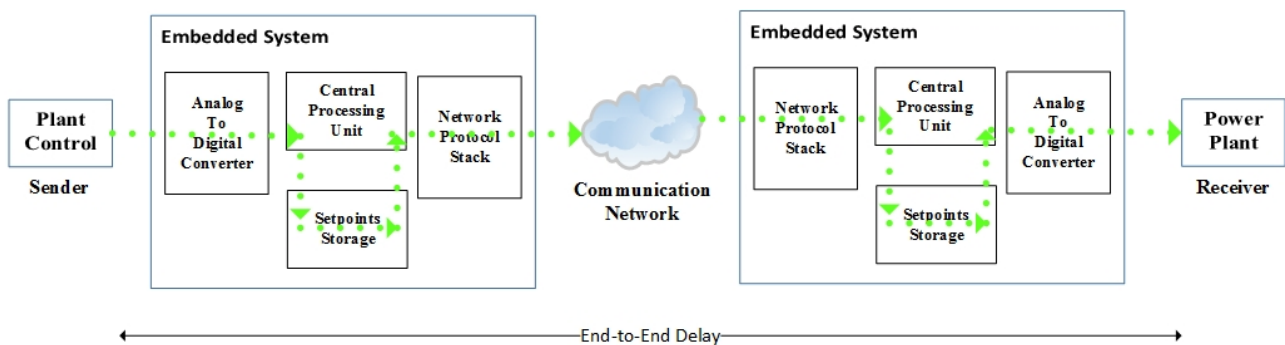 Embedded System
Plant
Control
Sender
Analog
To
Digital
Converter
Central
Processing
Unit
Network
Protocol
Stack
Setpoints
Storage
Communication
Network
Embedded System
Network
Protocol
Stack
Central
Processing
Unit
Analog
To
Digital
Converter
Setpoints
Storage
Power
Plant
Receiver
End-to-End Delay